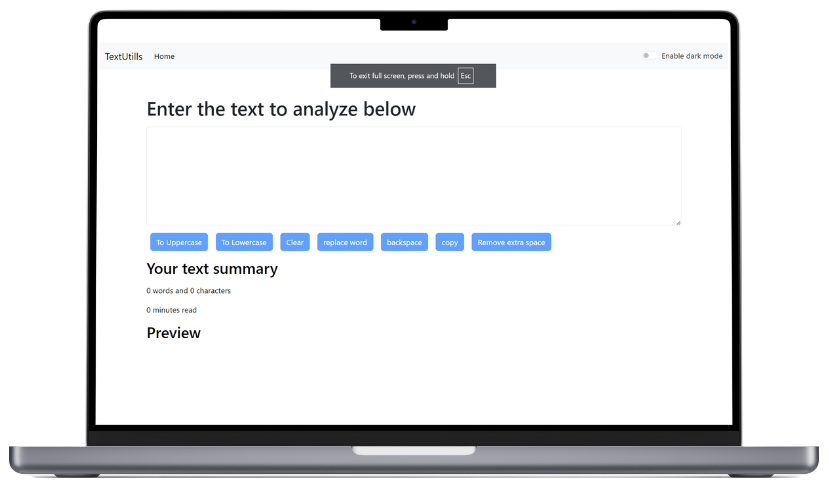 TextUtills Home Enable dark mode
To exit full screen, press and hold Esc
Enter the text to analyze below
To Uppercase To Lowercase Clear replace word backspace copy Remove extra space
Your text summary
0 words and 0 characters
0 minutes read
Preview